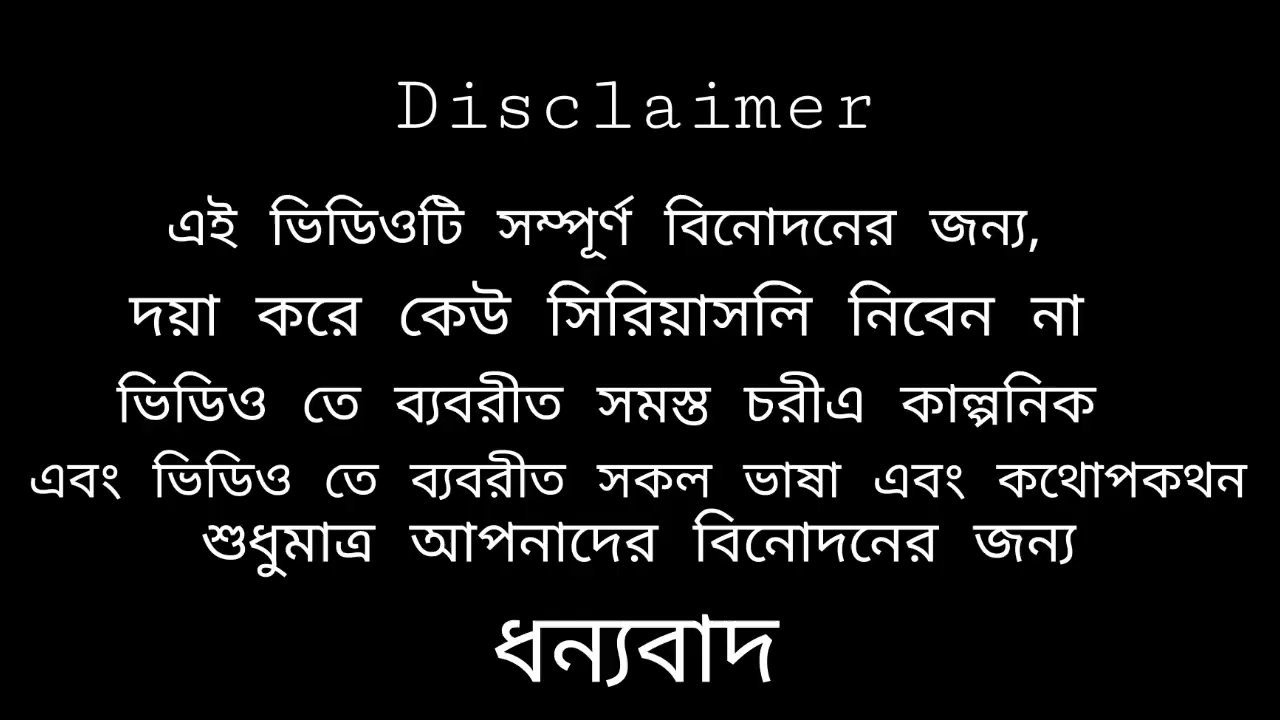 Disclaimer
এই ভিডিওটি সম্পূর্ণ বিনোদনের জন্য,
দয়া করে কেউ সিরিয়াসলি নিবেন না
ভিডিও তে ব্যবরীত সমস্ত চরীএ কাল্পনিক
এবং ভিডিও তে ব্যবরীত সকল ভাষা এবং কথোপকথন
শুধুমাত্র আপনাদের বিনোদনের জন্য
ধন্যবাদ